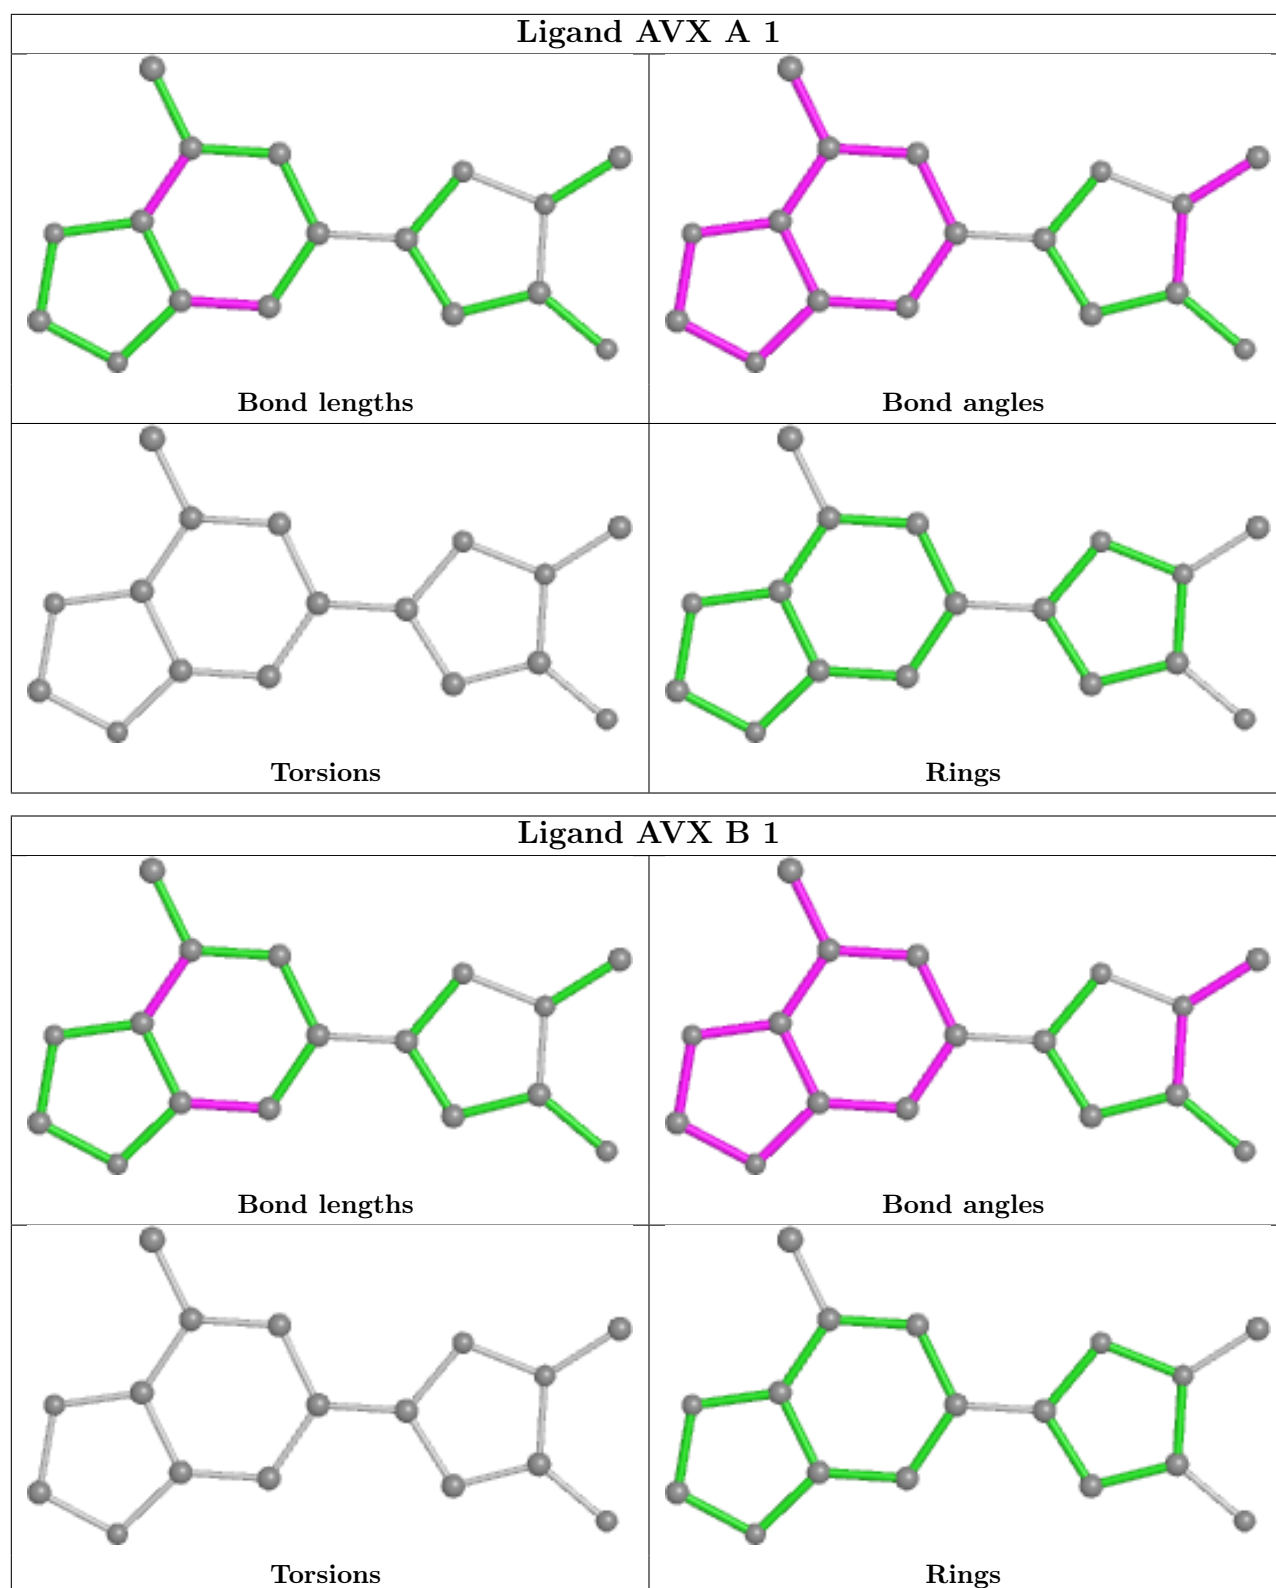 Ligand AVX A 1
Bond lengths
Bond angles
Torsions
Rings
Ligand AVX B 1
Bond lengths
Bond angles
Torsions
Rings